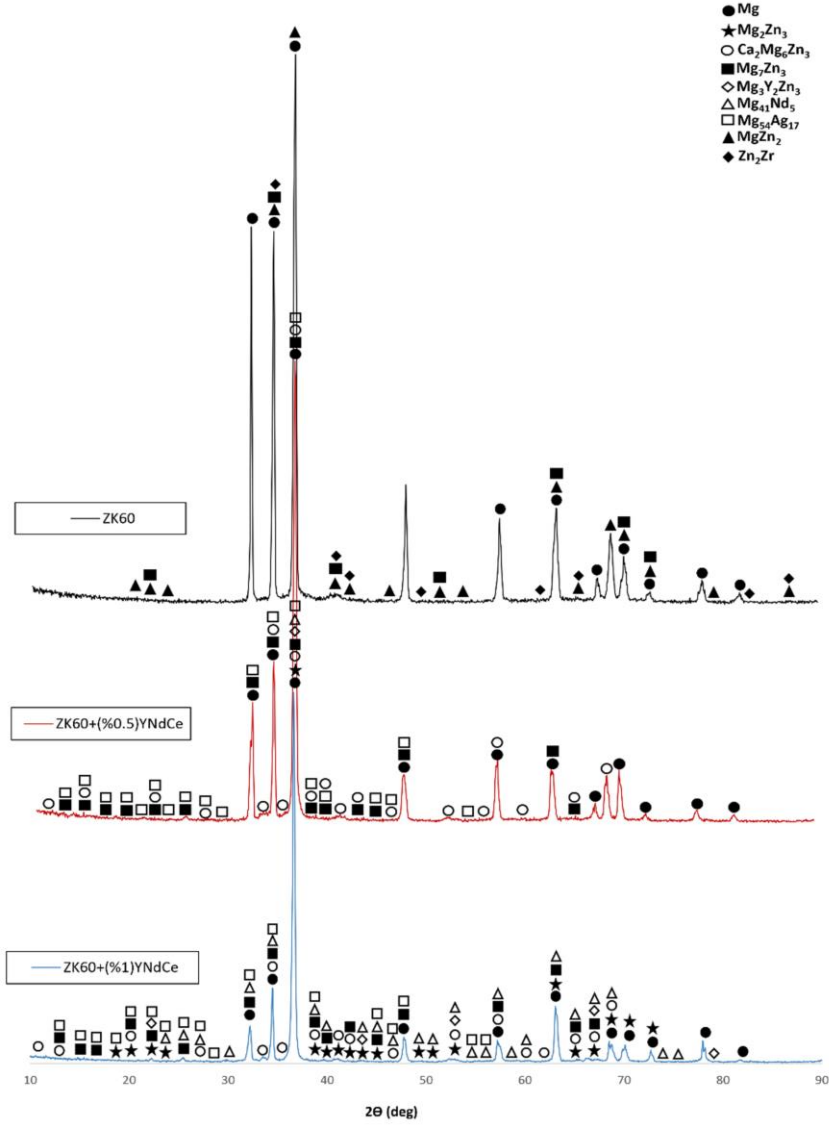 Mg
Mg₂Zn₃
Ca₂Mg₆Zn₃
Mg₇Zn₃
Mg₃Y₂Zn₃
Mg₄₁Nd₅
Mg₅₄Ag₁₇
MgZn₂
Zn₂Zr
ZK60
ZK60+(%0.5)YNdCe
ZK60+(%1)YNdCe
10 20 30 40 50 60 70 80 90
2Ө (deg)